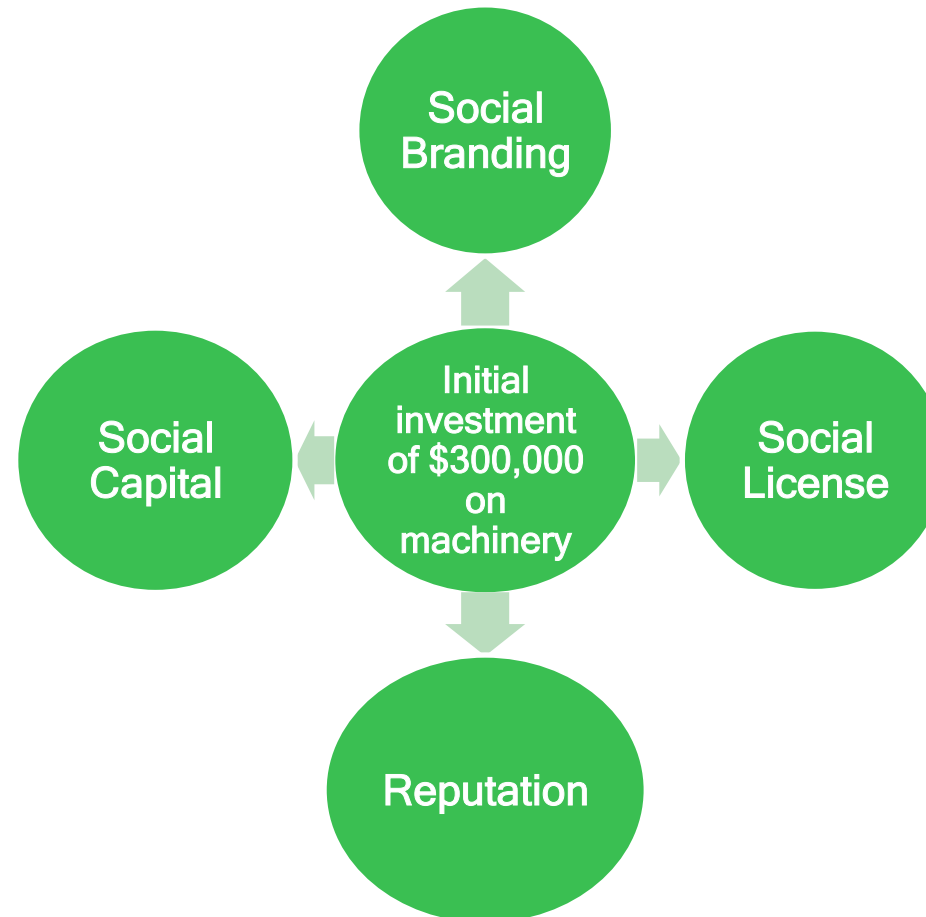 Social
Branding
Social
Capital
Initial
investment
of $300,000
on
machinery
Social
License
Reputation